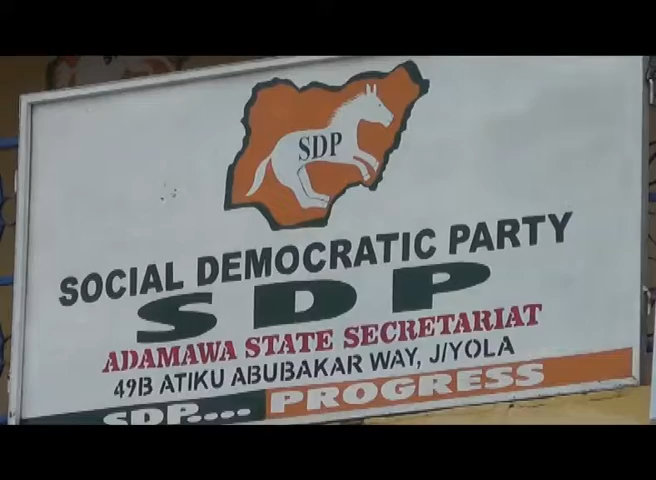 SDP
SOCIAL DEMOCRATIC PARTY
SDP
ADAMAWA STATE SECRETARIAT
49B ATIKU ABUBAKAR WAY, J/YOLA
SDP.... PROGRESS